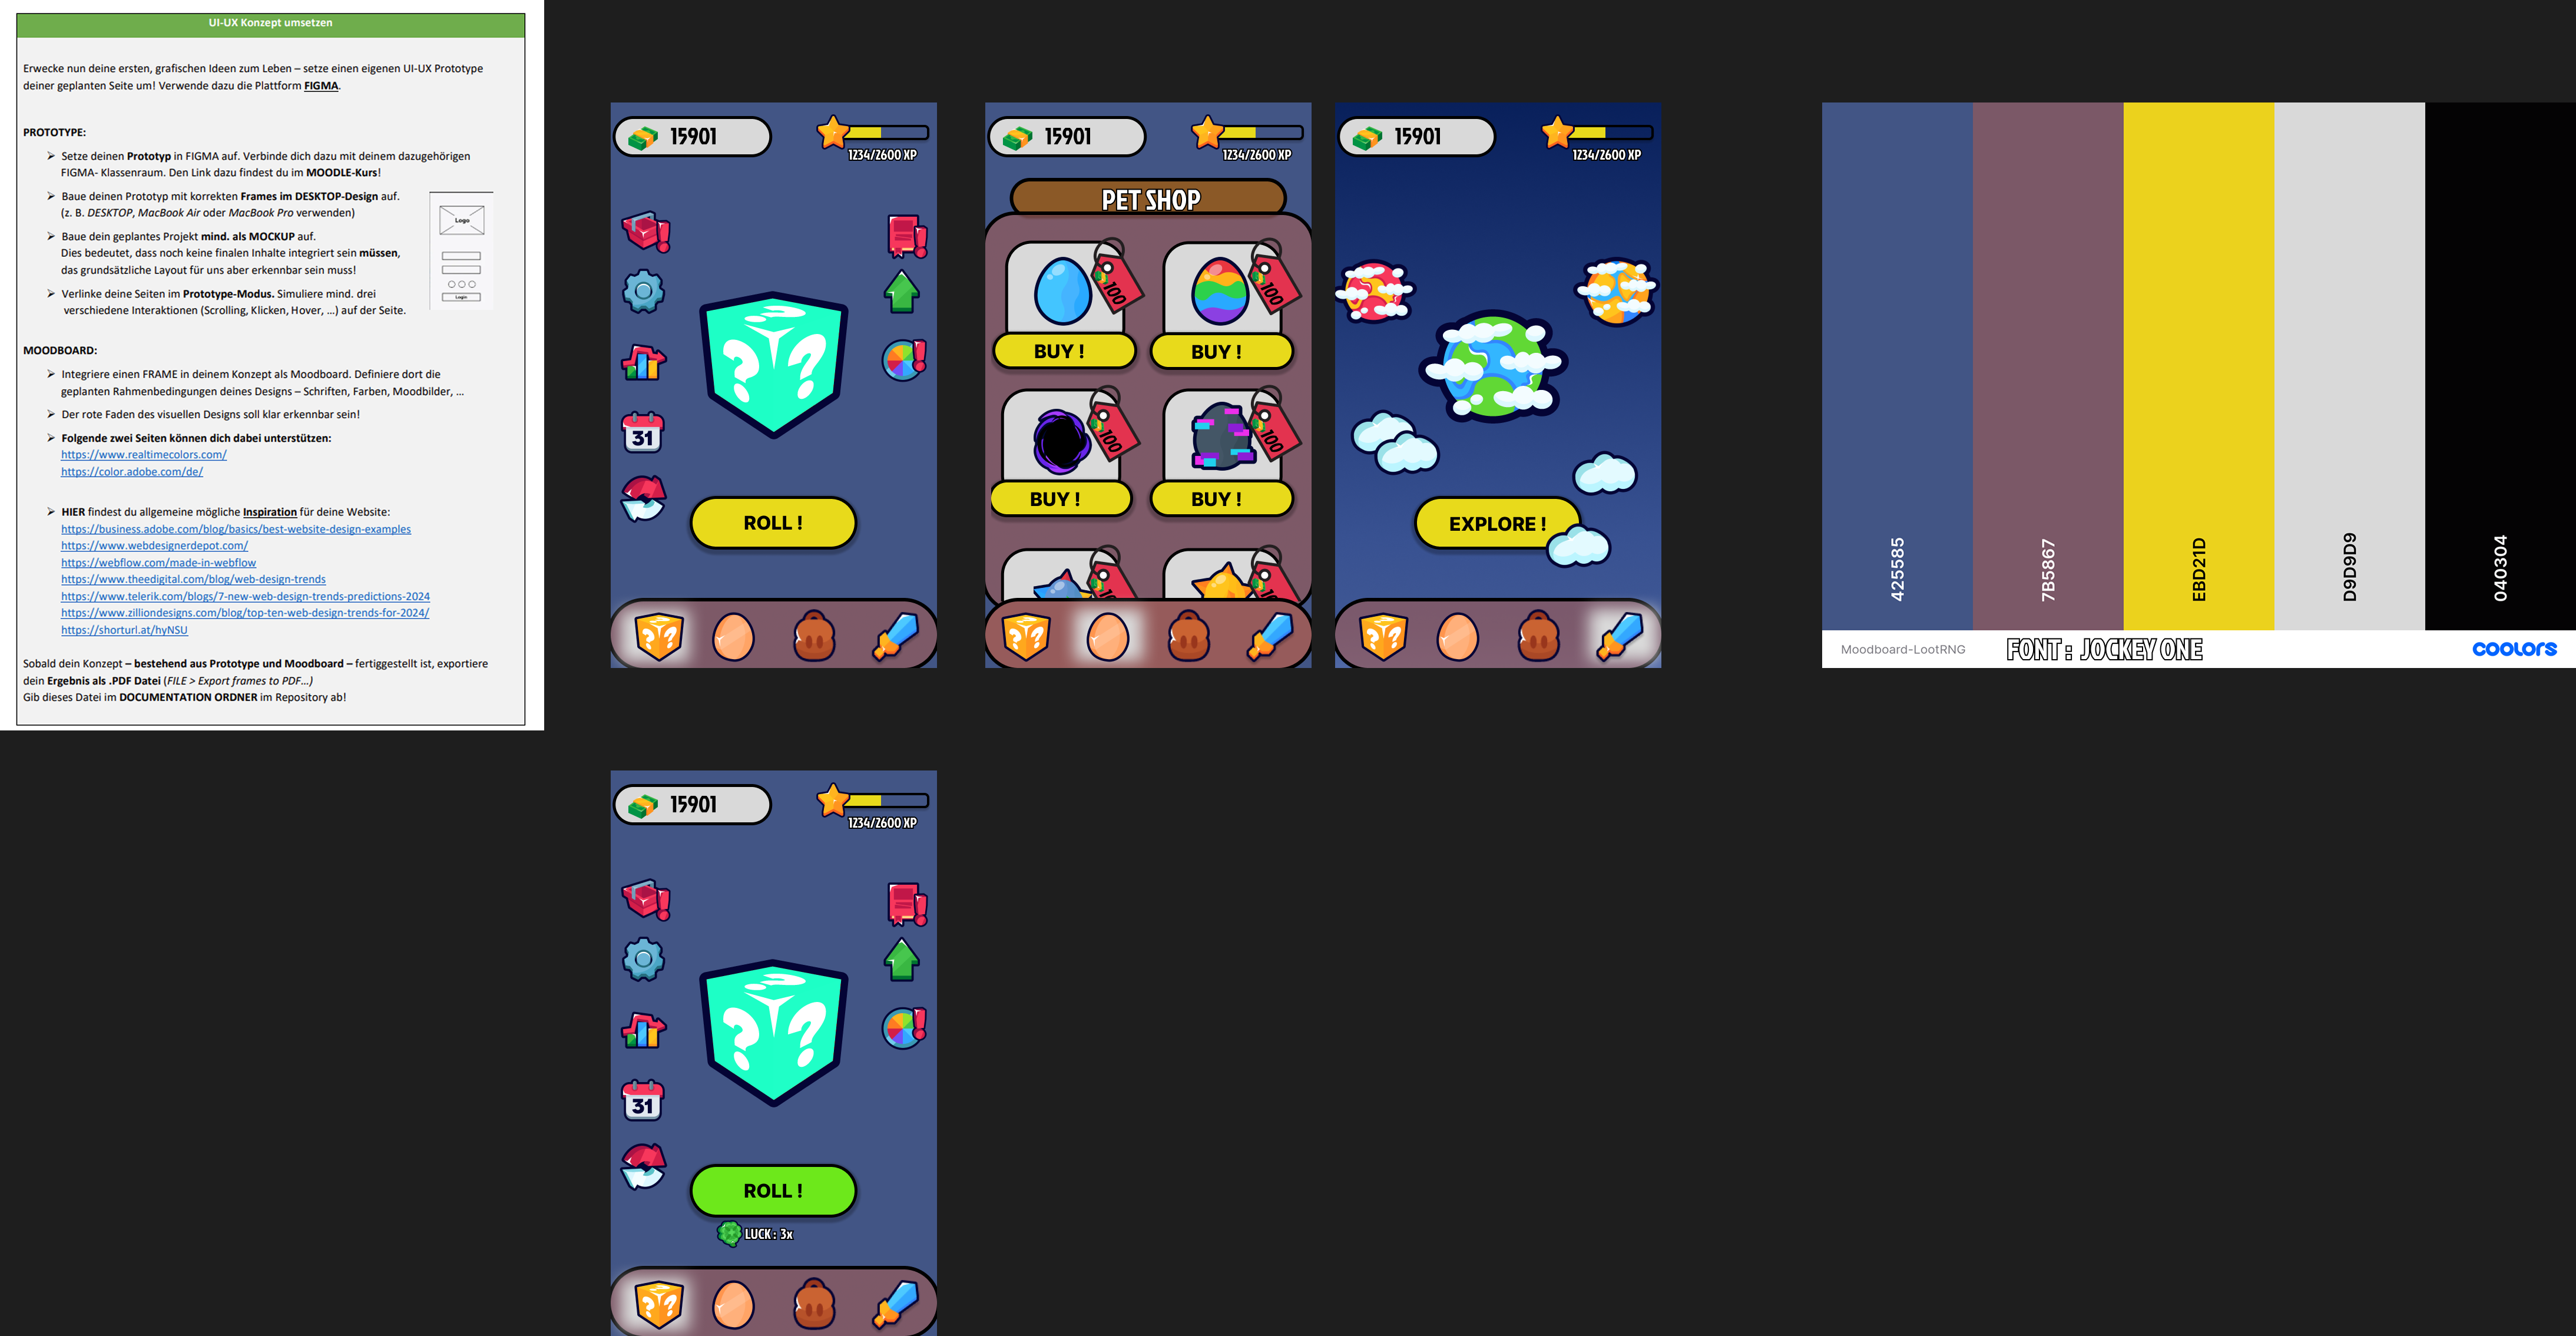 UI-UX Konzept umsetzen
Erwecke nun deine ersten, grafischen Ideen zum Leben – setze einen eigenen UI-UX Prototype
deiner geplanten Seite um! Verwende dazu die Plattform FIGMA.
PROTOTYPE:
➢ Setze deinen Prototyp in FIGMA auf. Verbinde dich dazu mit deinem dazugehörigen
FIGMA- Klassenraum. Den Link dazu findest du im MOODLE-Kurs!
➢ Baue deinen Prototyp mit korrekten Frames im DESKTOP-Design auf.
(z. B. DESKTOP, MacBook Air oder MacBook Pro verwenden)
➢ Baue dein geplantes Projekt mind. als MOCKUP auf.
Dies bedeutet, dass noch keine finalen Inhalte integriert sein müssen,
das grundsätzliche Layout für uns aber erkennbar sein muss!
➢ Verlinke deine Seiten im Prototype-Modus. Simuliere mind. drei
verschiedene Interaktionen (Scrolling, Klicken, Hover, …) auf der Seite.
Logo
Login
MOODBOARD:
➢ Integriere einen FRAME in deinem Konzept als Moodboard. Definiere dort die
geplanten Rahmenbedingungen deines Designs – Schriften, Farben, Moodbilder, …
➢ Der rote Faden des visuellen Designs soll klar erkennbar sein!
➢ Folgende zwei Seiten können dich dabei unterstützen:
https://www.realtimecolors.com/
https://color.adobe.com/de/
➢ HIER findest du allgemeine mögliche Inspiration für deine Website:
https://business.adobe.com/blog/basics/best-website-design-examples
https://www.webdesignerdepot.com/
https://webflow.com/made-in-webflow
https://www.theedigital.com/blog/web-design-trends
https://www.telerik.com/blogs/7-new-web-design-trends-predictions-2024
https://www.zilliondesigns.com/blog/top-ten-web-design-trends-for-2024/
https://shorturl.at/hyNSU
Sobald dein Konzept – bestehend aus Prototype und Moodboard – fertiggestellt ist, exportiere
dein Ergebnis als .PDF Datei (FILE > Export frames to PDF…)
Gib dieses Datei im DOCUMENTATION ORDNER im Repository ab!
15901
1234/2600 XP
31
? ?
ROLL !
? ?
15901
1234/2600 XP
PET SHOP
100
100
BUY !
BUY !
100
100
BUY !
BUY !
? ?
15901
1234/2600 XP
EXPLORE !
? ?
425585
7B5867
EBD21D
D9D9D9
040304
Moodboard-LootRNG
FONT : JOCKEY ONE
coolors
15901
1234/2600 XP
? ?
31
ROLL !
LUCK : 3x
? ?